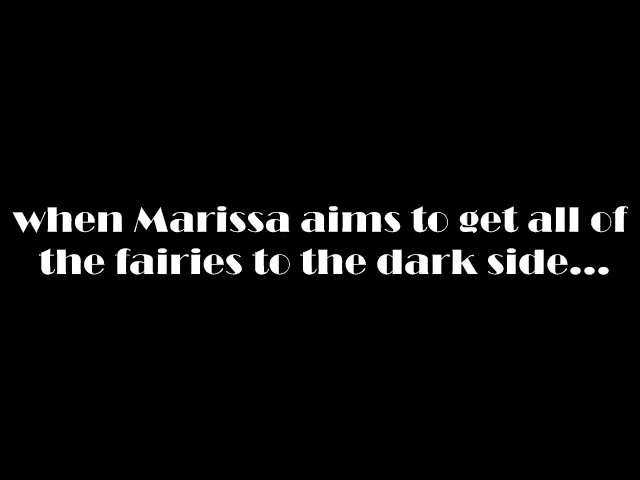 when Marissa aims to get all of
the fairies to the dark side...